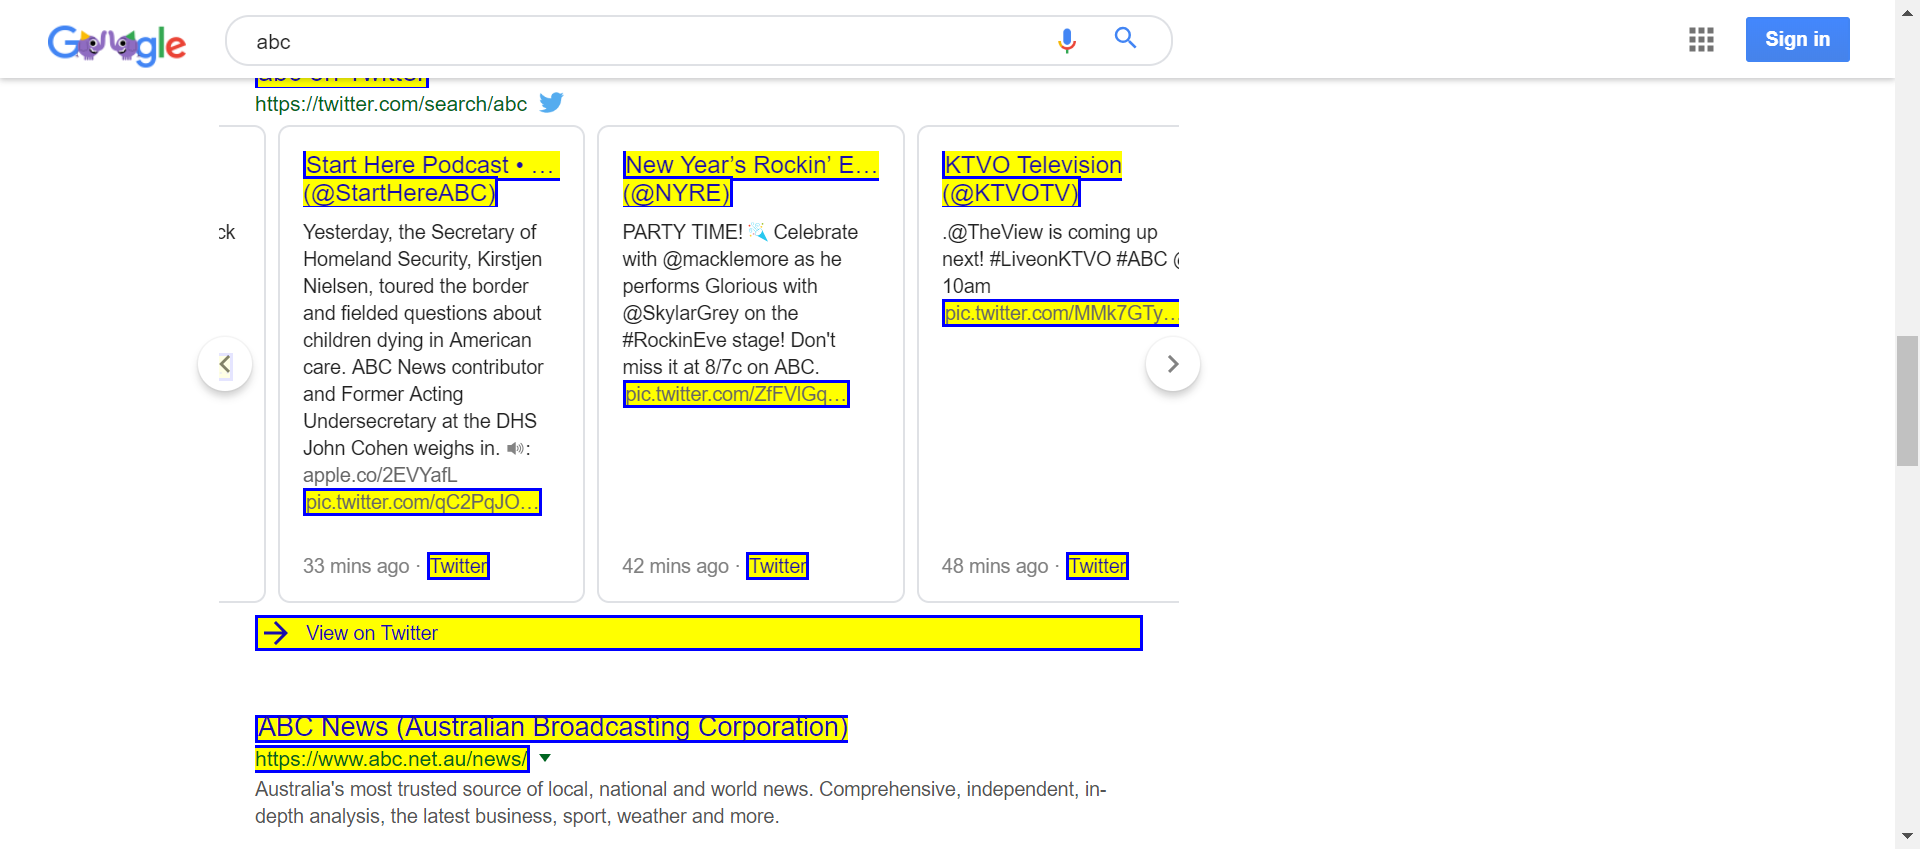 Google
abc
Sign in
abc on Twitter
https://twitter.com/search/abc
ck
Start Here Podcast • …
(@StartHereABC)
Yesterday, the Secretary of
Homeland Security, Kirstjen
Nielsen, toured the border
and fielded questions about
children dying in American
care. ABC News contributor
and Former Acting
Undersecretary at the DHS
John Cohen weighs in. 🔊:
apple.co/2EVYafL
pic.twitter.com/qC2PqJO…
33 mins ago · Twitter
New Year’s Rockin’ E…
(@NYRE)
PARTY TIME! 🎉 Celebrate
with @macklemore as he
performs Glorious with
@SkylarGrey on the
#RockinEve stage! Don't
miss it at 8/7c on ABC.
pic.twitter.com/ZfFVlGq…
42 mins ago · Twitter
KTVO Television
(@KTVOTV)
.@TheView is coming up
next! #LiveonKTVO #ABC @
10am
pic.twitter.com/MMk7GTy…
48 mins ago · Twitter
View on Twitter
ABC News (Australian Broadcasting Corporation)
https://www.abc.net.au/news/
Australia's most trusted source of local, national and world news. Comprehensive, independent, in-
depth analysis, the latest business, sport, weather and more.